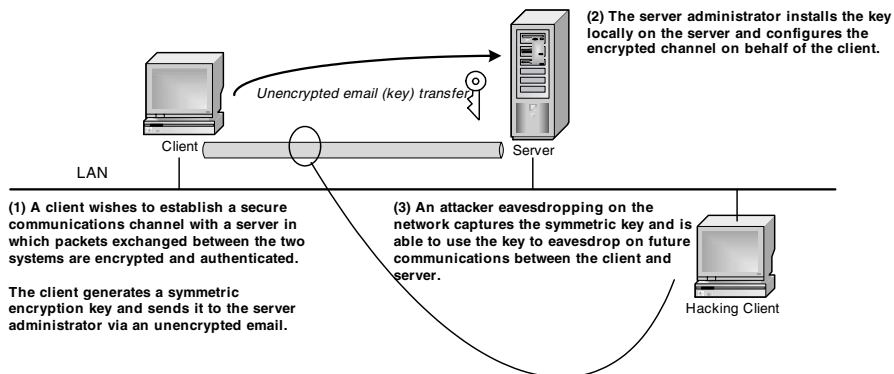 (2) The server administrator installs the key
locally on the server and configures the
encrypted channel on behalf of the client.
Unencrypted email (key) transfer
Client
Server
LAN
(1) A client wishes to establish a secure
communications channel with a server in
which packets exchanged between the two
systems are encrypted and authenticated.
The client generates a symmetric
encryption key and sends it to the server
administrator via an unencrypted email.
(3) An attacker eavesdropping on the
network captures the symmetric key and is
able to use the key to eavesdrop on future
communications between the client and
server.
Hacking Client